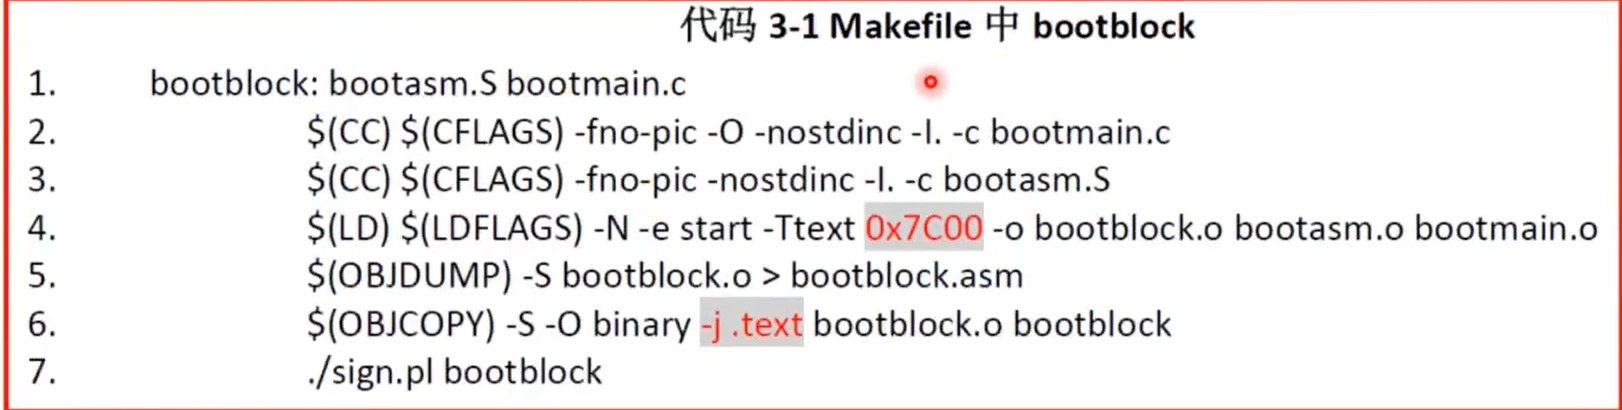 代码 3-1 Makefile 中 bootblock
1. bootblock: bootasm.S bootmain.c
2. $(CC) $(CFLAGS) -fno-pic -O -nostdinc -I. -c bootmain.c
3. $(CC) $(CFLAGS) -fno-pic -nostdinc -I. -c bootasm.S
4. $(LD) $(LDFLAGS) -N -e start -Ttext 0x7C00 -o bootblock.o bootasm.o bootmain.o
5. $(OBJDUMP) -S bootblock.o > bootblock.asm
6. $(OBJCOPY) -S -O binary -j .text bootblock.o bootblock
7. ./sign.pl bootblock